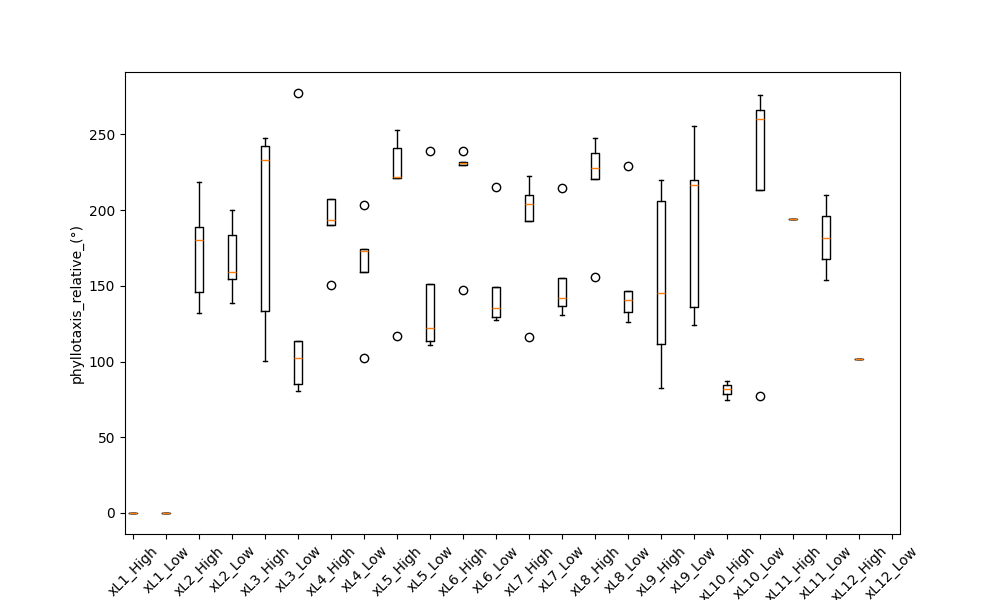 phyllotaxis_relative_(°)
250
200
150
100
50
0
xL1_High
xL1_Low
xL2_High
xL2_Low
xL3_High
xL3_Low
xL4_High
xL4_Low
xL5_High
xL5_Low
xL6_High
xL6_Low
xL7_High
xL7_Low
xL8_High
xL8_Low
xL9_High
xL9_Low
xL10_High
xL10_Low
xL11_High
xL11_Low
xL12_High
xL12_Low